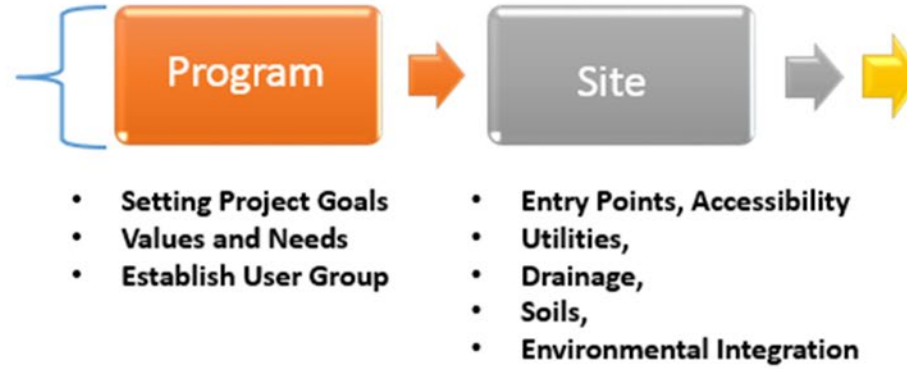 Program
Site
• Setting Project Goals
• Values and Needs
• Establish User Group
• Entry Points, Accessibility
• Utilities,
• Drainage,
• Soils,
• Environmental Integration